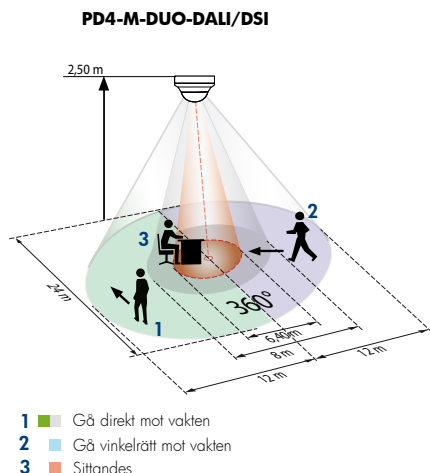 PD4-M-DUO-DALI/DSI
2,50 m
2
3
1
24 m
360°
6,40m
8 m
12 m
12 m
1 Gå direkt mot vakten
2 Gå vinkelrätt mot vakten
3 Sittandes